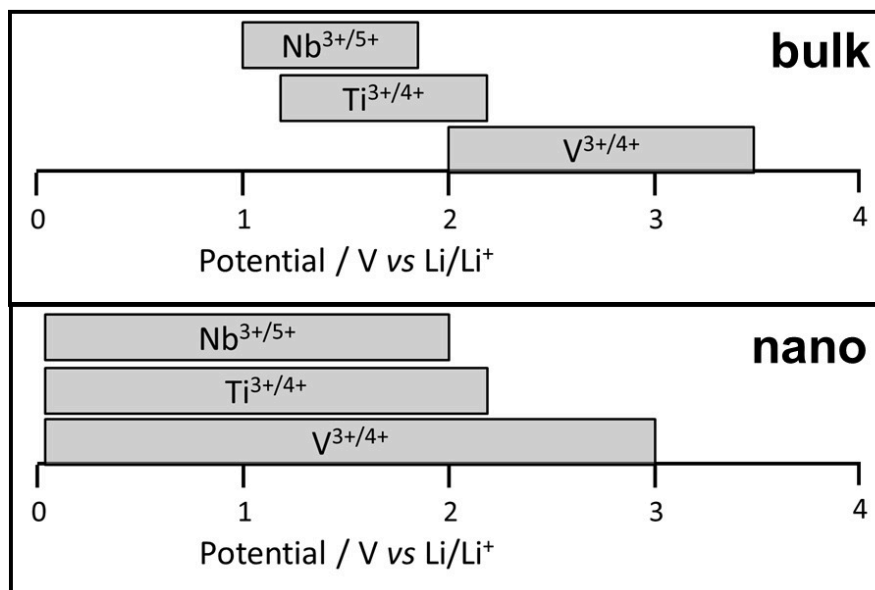 bulk
Nb³⁺/⁵⁺
Ti³⁺/⁴⁺
V³⁺/⁴⁺
0 1 2 3 4
Potential / V vs Li/Li⁺
nano
Nb³⁺/⁵⁺
Ti³⁺/⁴⁺
V³⁺/⁴⁺
0 1 2 3 4
Potential / V vs Li/Li⁺